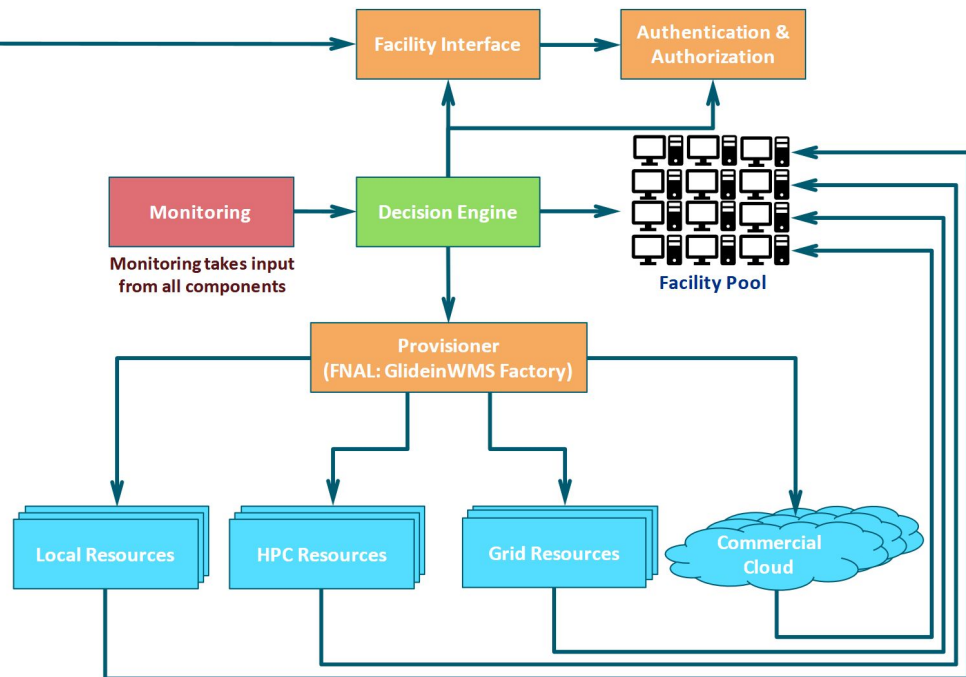 Facility Interface
Authentication &
Authorization
Monitoring
Decision Engine
Monitoring takes input
from all components
Facility Pool
Provisioner
(FNAL: GlideinWMS Factory)
Local Resources
HPC Resources
Grid Resources
Commercial
Cloud